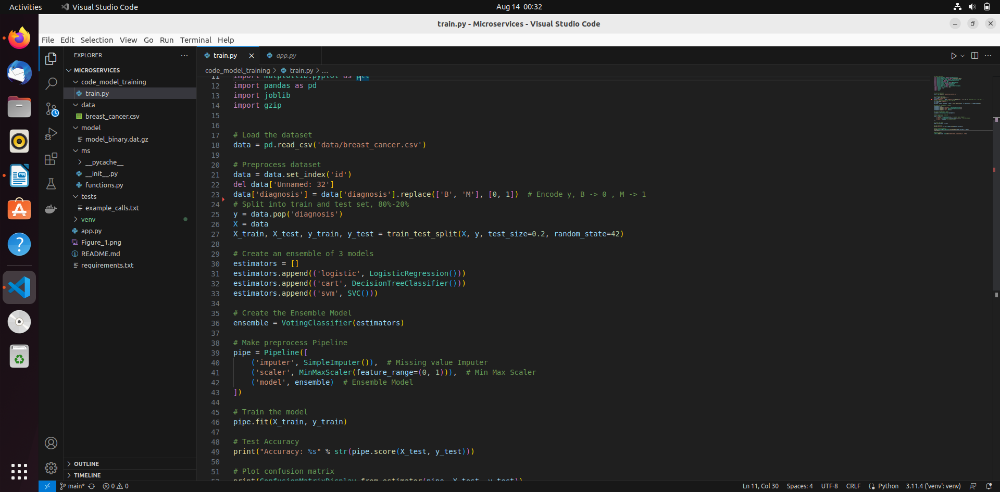 Activities
Visual Studio Code
Aug 14 00:32
train.py - Microservices - Visual Studio Code
File Edit Selection View Go Run Terminal Help
EXPLORER
MICROSERVICES
code_model_training
train.py
data
breast_cancer.csv
model
model_binary.dat.gz
ms
__pycache__
__init__.py
functions.py
tests
example_calls.txt
venv
app.py
Figure_1.png
README.md
requirements.txt
OUTLINE
TIMELINE
train.py
app.py
code_model_training > train.py > ...
11 import matplotlib.pyplot as plt
12 import pandas as pd
13 import joblib
14 import gzip
15
16
17 # Load the dataset
18 data = pd.read_csv('data/breast_cancer.csv')
19
20 # Preprocess dataset
21 data = data.set_index('id')
22 del data['Unnamed: 32']
23 data['diagnosis'] = data['diagnosis'].replace(['B', 'M'], [0, 1])  # Encode y, B -> 0 , M -> 1
24 # Split into train and test set, 80%-20%
25 y = data.pop('diagnosis')
26 X = data
27 X_train, X_test, y_train, y_test = train_test_split(X, y, test_size=0.2, random_state=42)
28
29 # Create an ensemble of 3 models
30 estimators = []
31 estimators.append(('logistic', LogisticRegression()))
32 estimators.append(('cart', DecisionTreeClassifier()))
33 estimators.append(('svm', SVC()))
34
35 # Create the Ensemble Model
36 ensemble = VotingClassifier(estimators)
37
38 # Make preprocess Pipeline
39 pipe = Pipeline([
40     ('imputer', SimpleImputer()),  # Missing value Imputer
41     ('scaler', MinMaxScaler(feature_range=(0, 1))),  # Min Max Scaler
42     ('model', ensemble)  # Ensemble Model
43 ])
44
45 # Train the model
46 pipe.fit(X_train, y_train)
47
48 # Test Accuracy
49 print("Accuracy: %s" % str(pipe.score(X_test, y_test)))
50
51 # Plot confusion matrix
52 print(ConfusionMatrixDisplay.from_estimator(pipe, X_test, y_test))
main* 0 0
Ln 11, Col 30 Spaces: 4 UTF-8 CRLF Python 3.11.4 ('venv': venv)